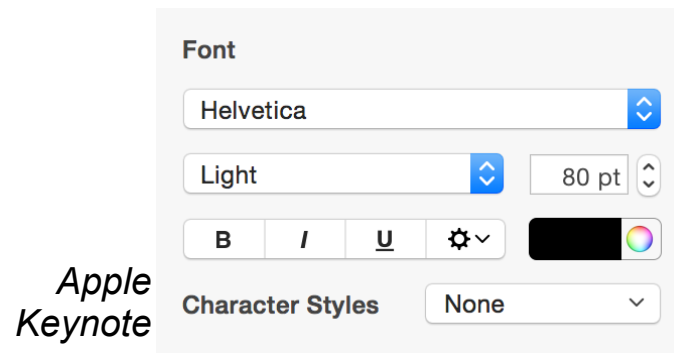 Font
Helvetica
Light 80 pt
B I U
Apple
Keynote
Character Styles None